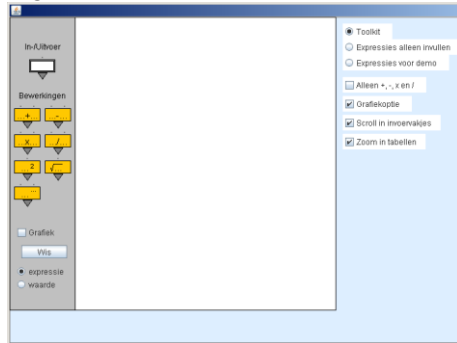 In-/Uitvoer
Bewerkingen
...+... ...-...
...x... .../...
...² √...
...
Grafiek
Wis
expressie
waarde
Toolkit
Expressies alleen invullen
Expressies voor demo
Alleen +, -, x en /
Grafiekoptie
Scroll in invoervakjes
Zoom in tabellen